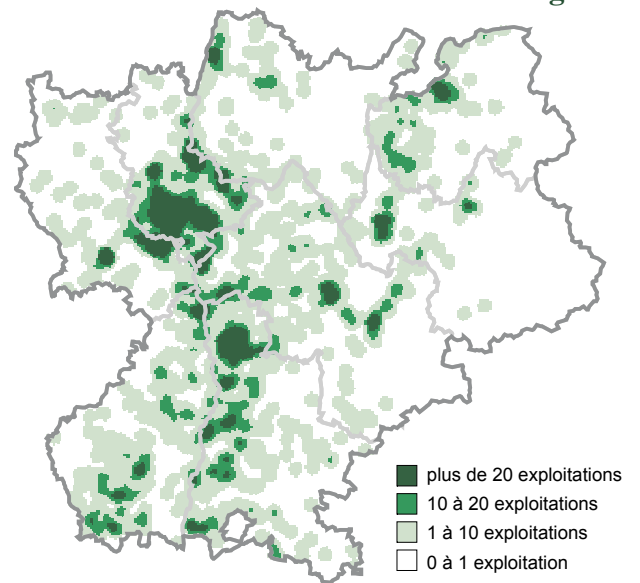 plus de 20 exploitations
10 à 20 exploitations
1 à 10 exploitations
0 à 1 exploitation